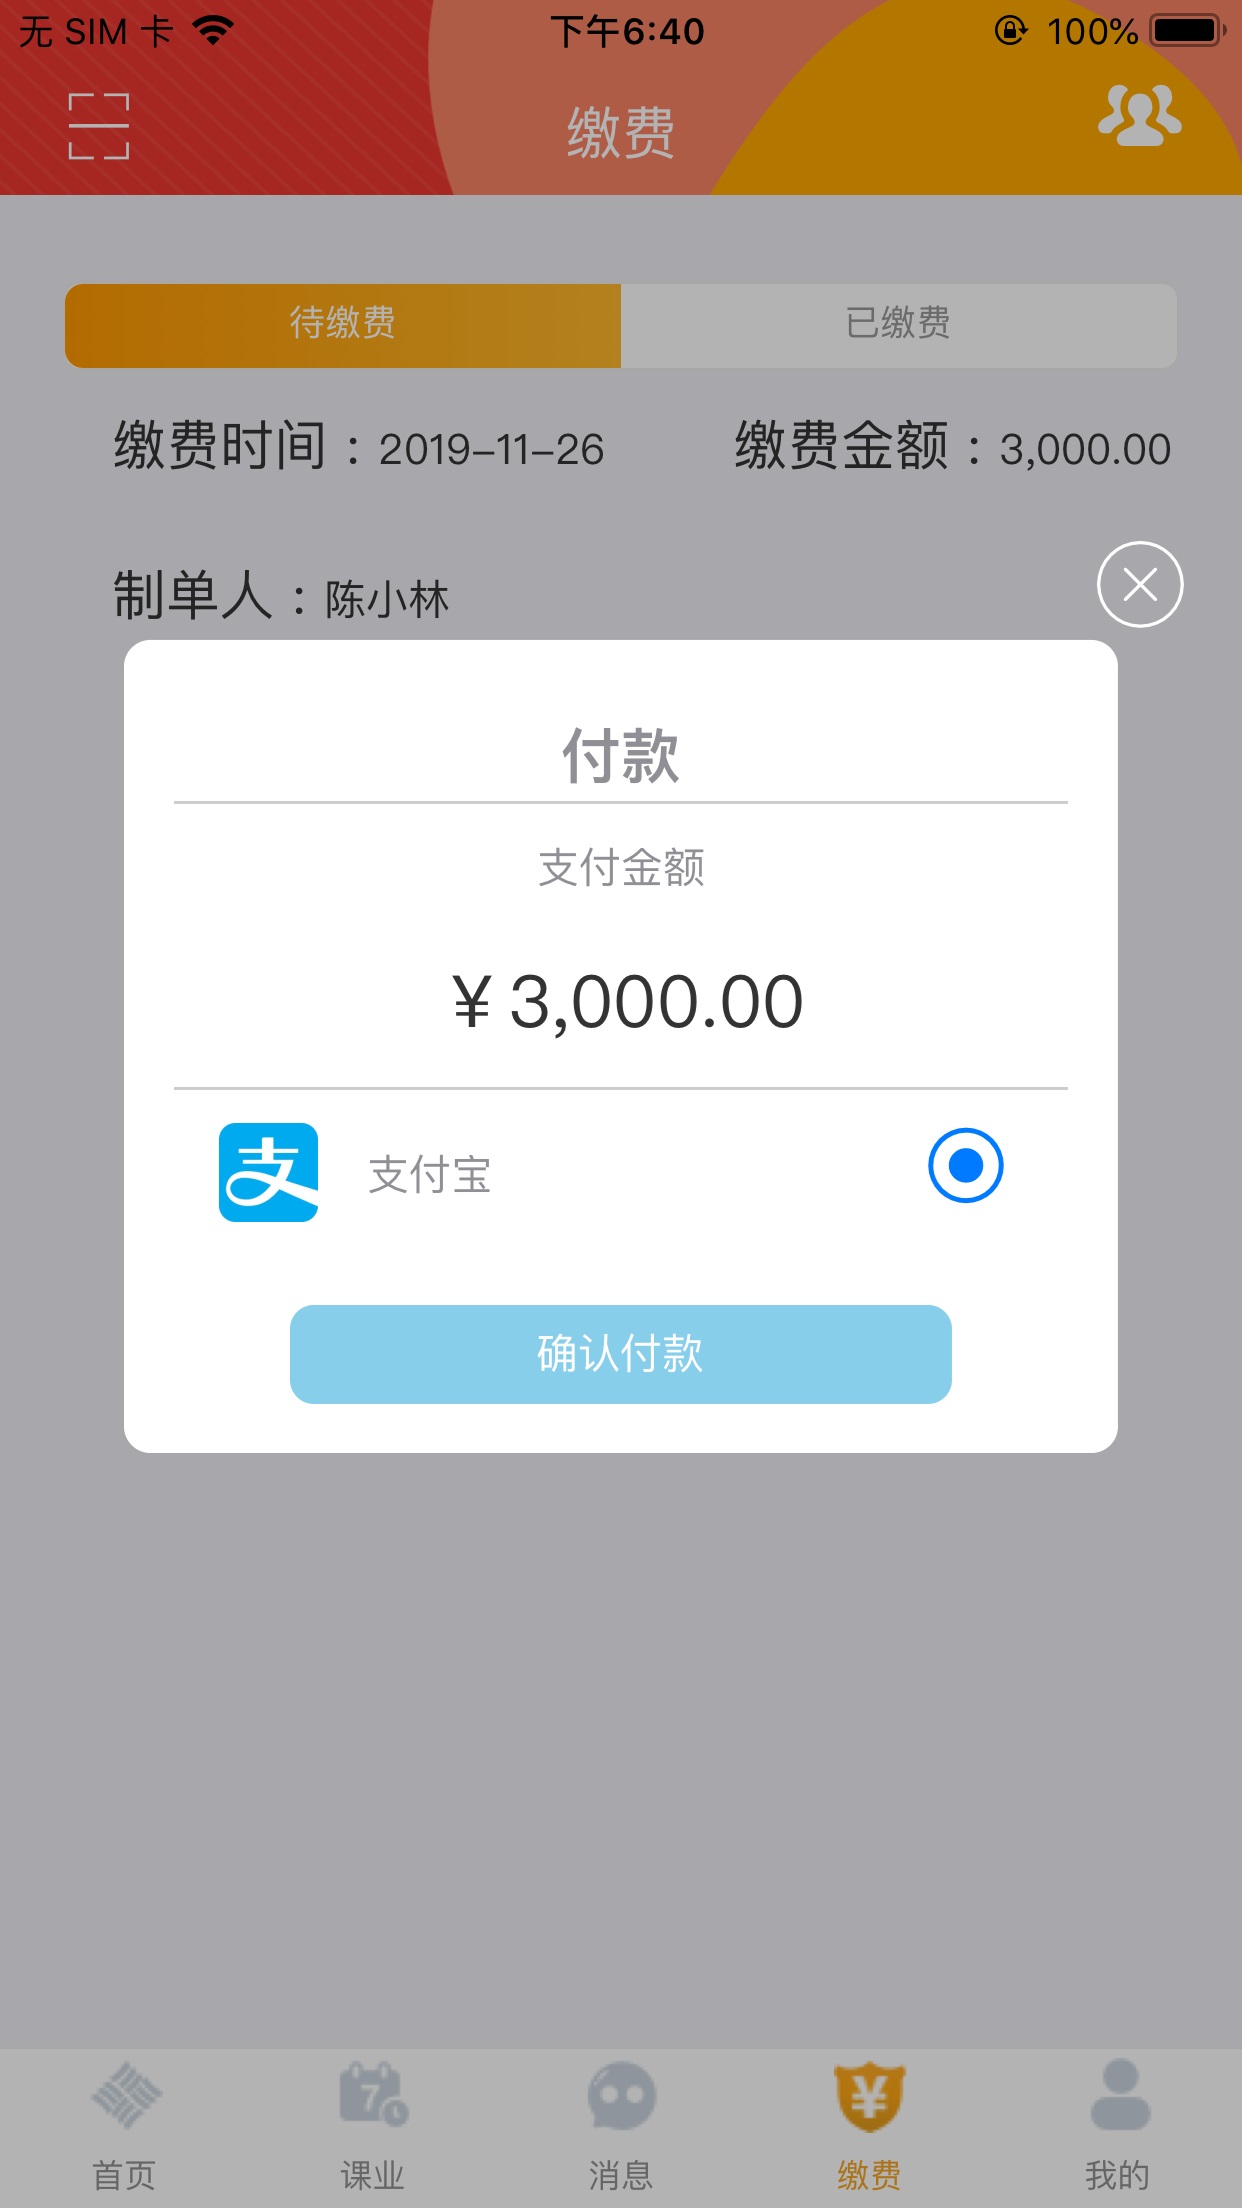 无 SIM 卡 下午6:40 100%
缴费
待缴费 已缴费
缴费时间：2019-11-26 缴费金额：3,000.00
制单人：陈小林
付款
支付金额
¥3,000.00
支 支付宝
确认付款
7 ¥
首页 课业 消息 缴费 我的